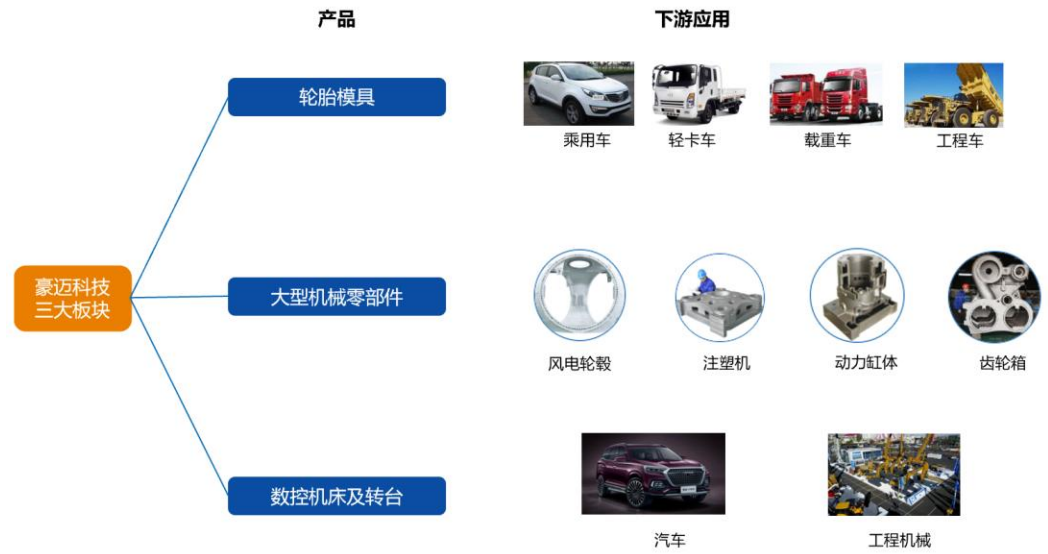 产品
下游应用
轮胎模具
乘用车
轻卡车
载重车
工程车
豪迈科技
三大板块
大型机械零部件
风电轮毂
注塑机
动力缸体
齿轮箱
数控机床及转台
汽车
工程机械